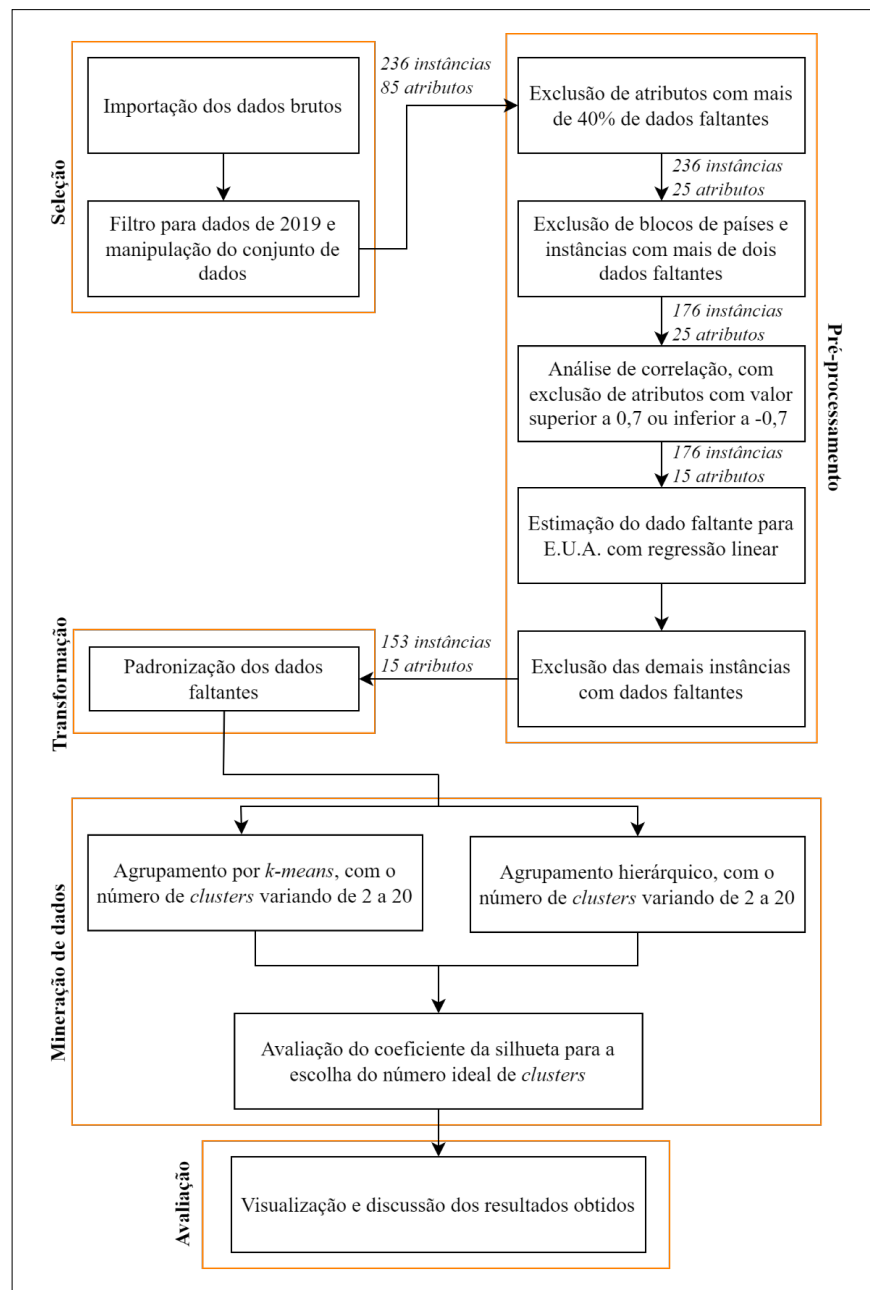 Seleção
Importação dos dados brutos
Filtro para dados de 2019 e
manipulação do conjunto de
dados
236 instâncias
85 atributos
Pré-processamento
Exclusão de atributos com mais
de 40% de dados faltantes
236 instâncias
25 atributos
Exclusão de blocos de países e
instâncias com mais de dois
dados faltantes
176 instâncias
25 atributos
Análise de correlação, com
exclusão de atributos com valor
superior a 0,7 ou inferior a -0,7
176 instâncias
15 atributos
Estimação do dado faltante para
E.U.A. com regressão linear
Exclusão das demais instâncias
com dados faltantes
153 instâncias
15 atributos
Transformação
Padronização dos dados
faltantes
Mineração de dados
Agrupamento por k-means, com o
número de clusters variando de 2 a 20
Agrupamento hierárquico, com o
número de clusters variando de 2 a 20
Avaliação do coeficiente da silhueta para a
escolha do número ideal de clusters
Avaliação
Visualização e discussão dos resultados obtidos